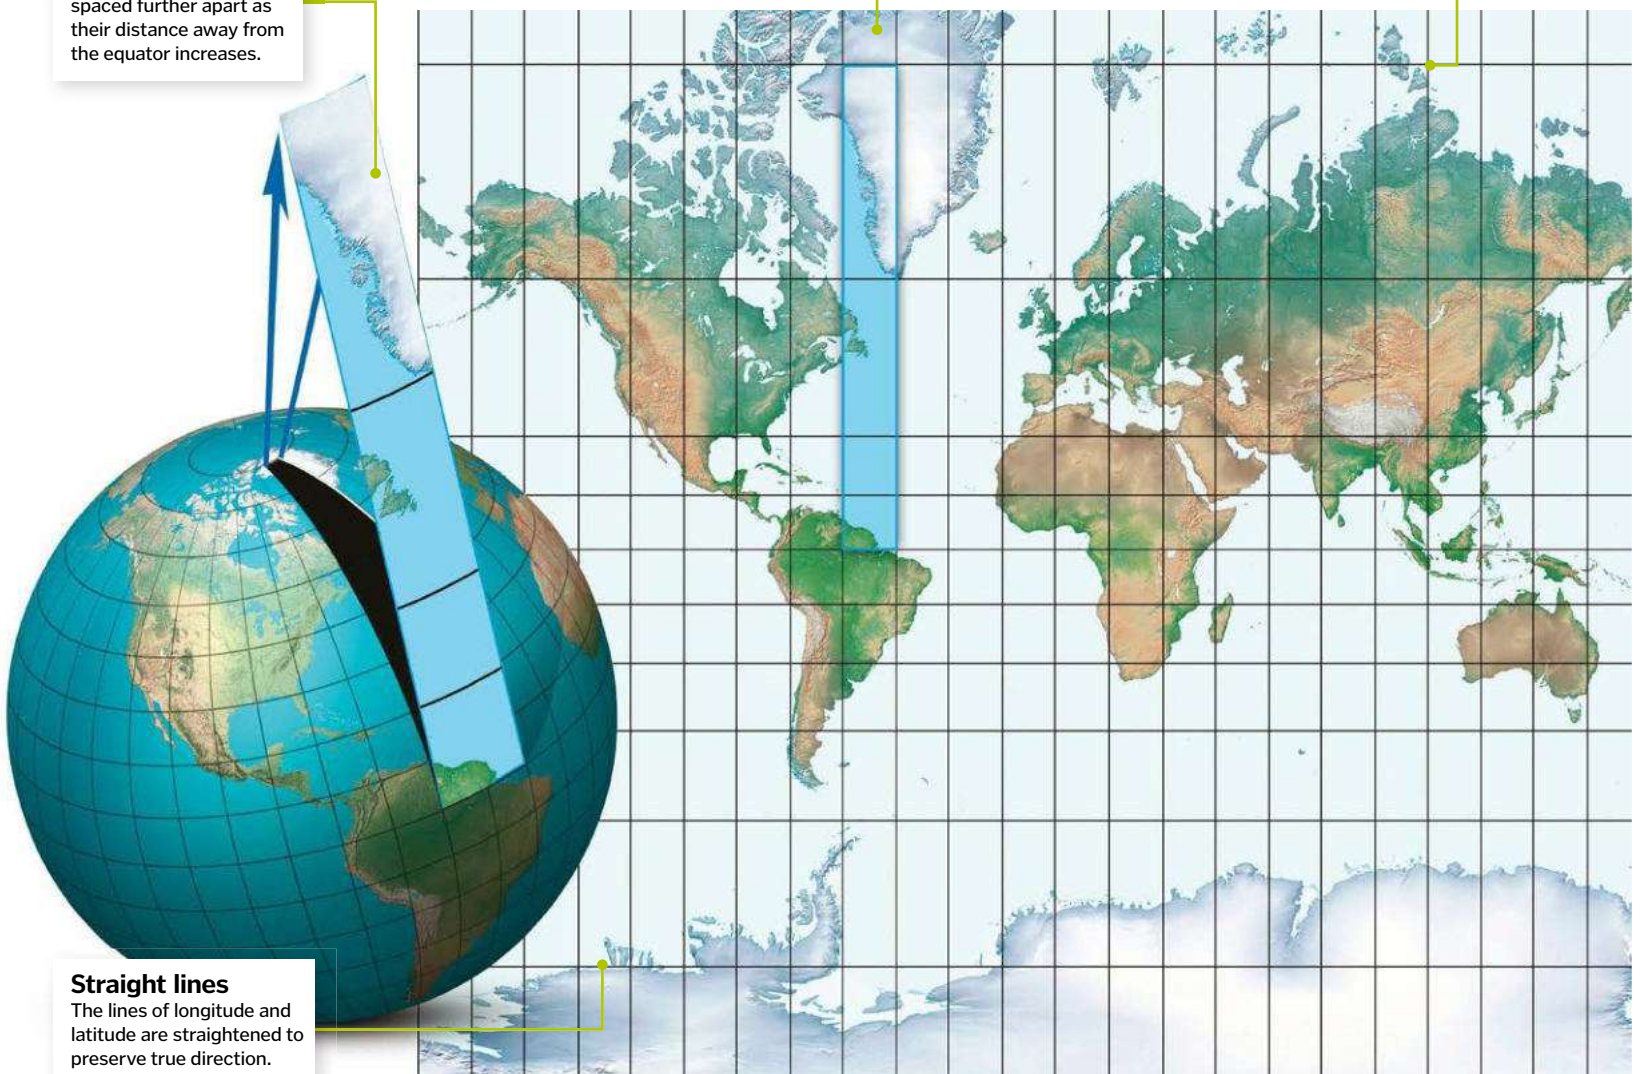 spaced further apart as
their distance away from
the equator increases.
Straight lines
The lines of longitude and
latitude are straightened to
preserve true direction.